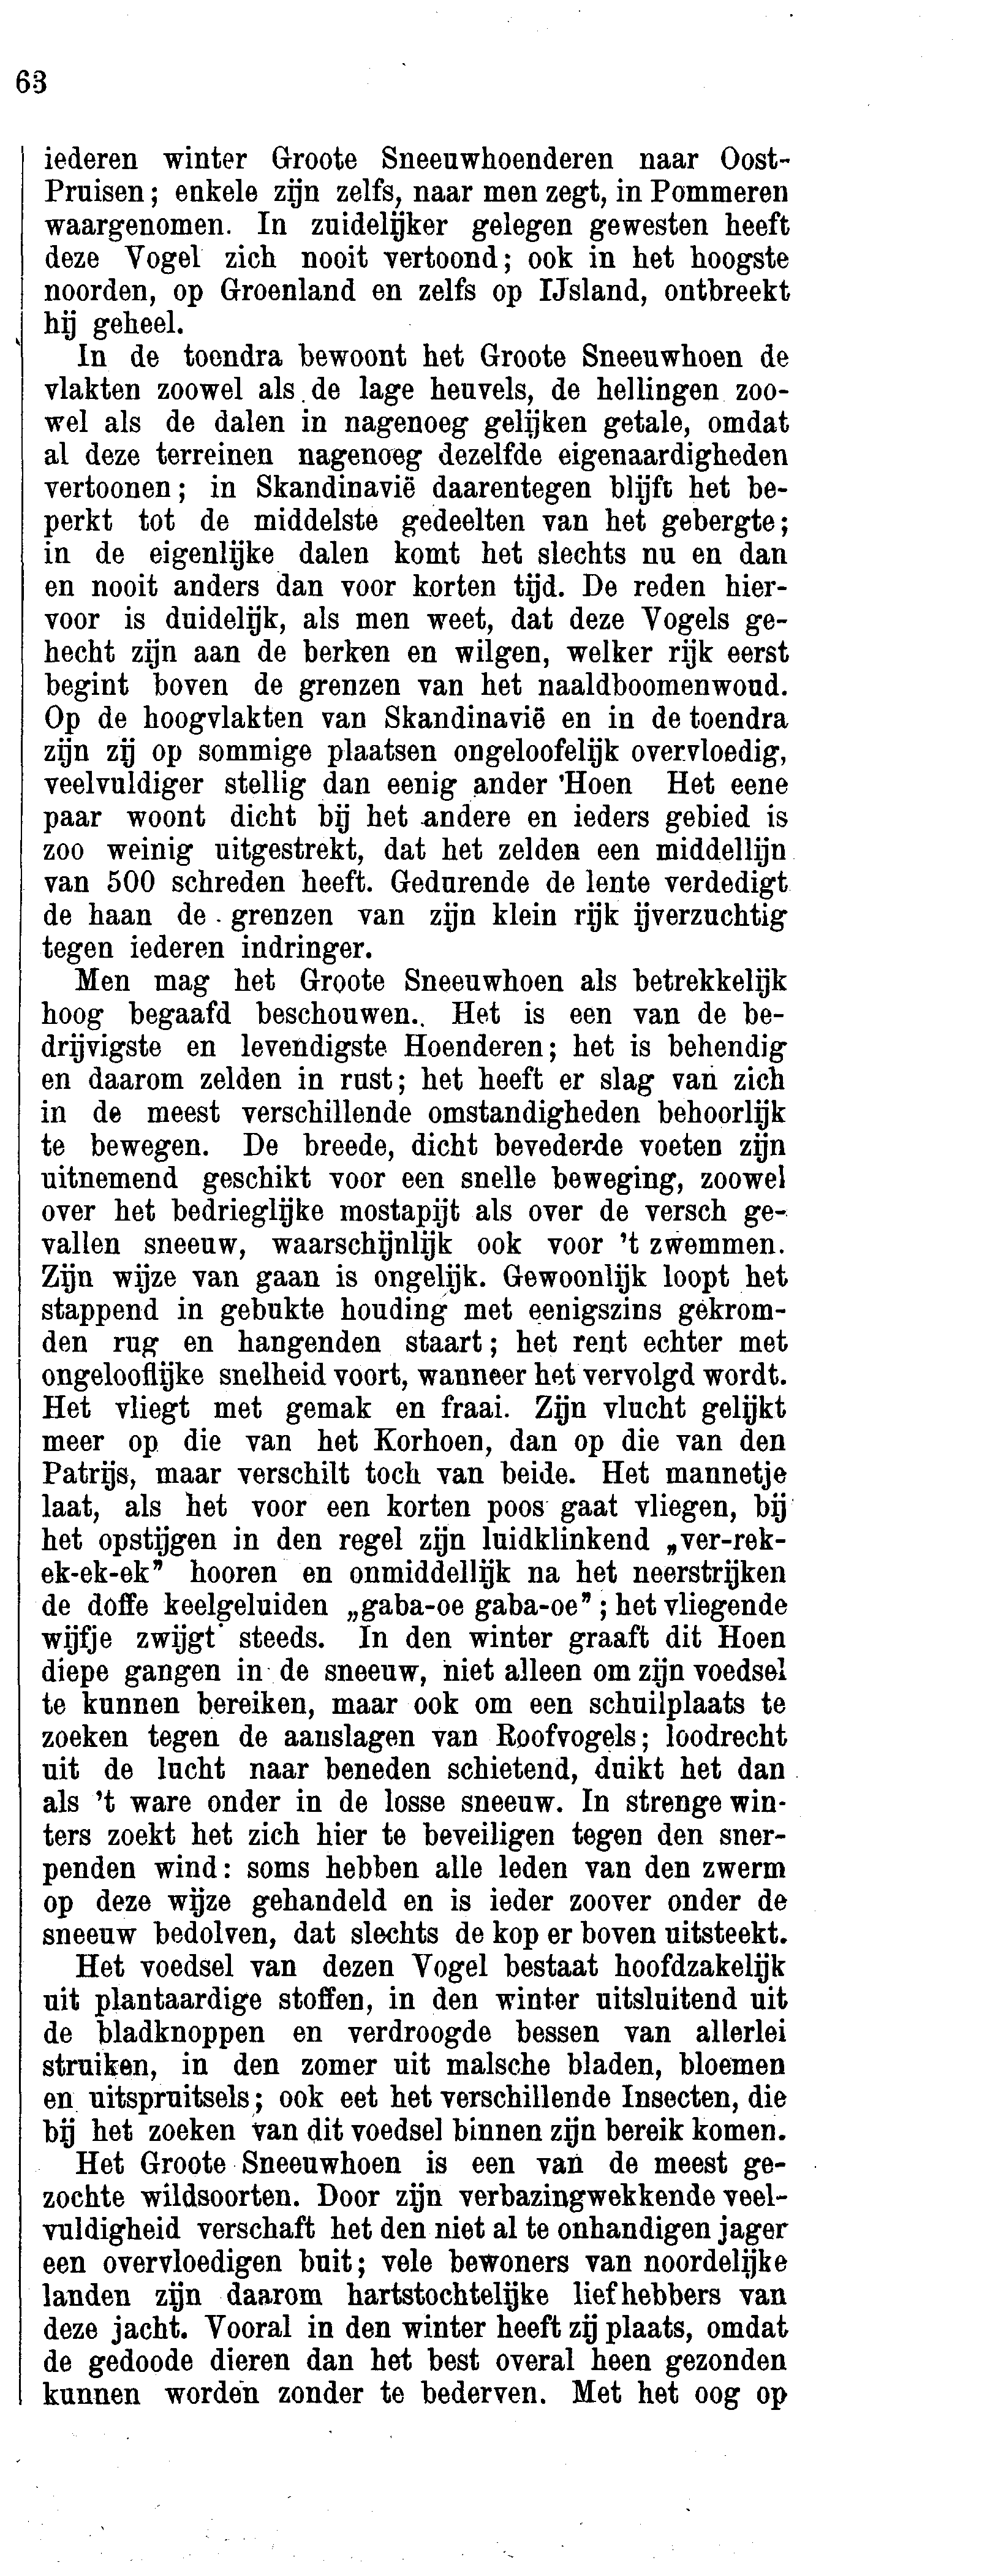 63
iederen winter Groote Sneeuwhoenderen naar Oost-
Pruisen; enkele zijn zelfs, naar men zegt, in Pommeren
waargenomen. In zuidelijker gelegen gewesten heeft
deze Vogel zich nooit vertoond; ook in het hoogste
noorden, op Groenland en zelfs op IJsland, ontbreekt
hij geheel.
In de toendra bewoont het Groote Sneeuwhoen de
vlakten zoowel als de lage heuvels, de hellingen zoo-
wel als de dalen in nagenoeg gelijken getale, omdat
al deze terreinen nagenoeg dezelfde eigenaardigheden
vertoonen; in Skandinavië daarentegen blijft het be-
perkt tot de middelste gedeelten van het gebergte;
in de eigenlijke dalen komt het slechts nu en dan
en nooit anders dan voor korten tijd. De reden hier-
voor is duidelijk, als men weet, dat deze Vogels ge-
hecht zijn aan de berken en wilgen, welker rijk eerst
begint boven de grenzen van het naaldboomenwoud.
Op de hoogvlakten van Skandinavië en in de toendra
zijn zij op sommige plaatsen ongeloofelijk overvloedig,
veelvuldiger stellig dan eenig ander 'Hoen Het eene
paar woont dicht bij het andere en ieders gebied is
zoo weinig uitgestrekt, dat het zelden een middellijn
van 500 schreden heeft. Gedurende de lente verdedigt
de haan de grenzen van zijn klein rijk ijverzuchtig
tegen iederen indringer.
Men mag het Groote Sneeuwhoen als betrekkelijk
hoog begaafd beschouwen. Het is een van de be-
drijvigste en levendigste Hoenderen; het is behendig
en daarom zelden in rust; het heeft er slag van zich
in de meest verschillende omstandigheden behoorlijk
te bewegen. De breede, dicht bevederde voeten zijn
uitnemend geschikt voor een snelle beweging, zoowel
over het bedrieglijke mostapijt als over de versch ge-
vallen sneeuw, waarschijnlijk ook voor 't zwemmen.
Zijn wijze van gaan is ongelijk. Gewoonlijk loopt het
stappend in gebukte houding met eenigszins gekrom-
den rug en hangenden staart; het rent echter met
ongelooflijke snelheid voort, wanneer het vervolgd wordt.
Het vliegt met gemak en fraai. Zijn vlucht gelijkt
meer op die van het Korhoen, dan op die van den
Patrijs, maar verschilt toch van beide. Het mannetje
laat, als het voor een korten poos gaat vliegen, bij
het opstijgen in den regel zijn luidklinkend „ver-rek-
ek-ek-ek” hooren en onmiddellijk na het neerstrijken
de doffe keelgeluiden „gaba-oe gaba-oe”; het vliegende
wijfje zwijgt steeds. In den winter graaft dit Hoen
diepe gangen in de sneeuw, niet alleen om zijn voedsel
te kunnen bereiken, maar ook om een schuilplaats te
zoeken tegen de aanslagen van Roofvogels; loodrecht
uit de lucht naar beneden schietend, duikt het dan
als 't ware onder in de losse sneeuw. In strenge win-
ters zoekt het zich hier te beveiligen tegen den sner-
penden wind: soms hebben alle leden van den zwerm
op deze wijze gehandeld en is ieder zoover onder de
sneeuw bedolven, dat slechts de kop er boven uitsteekt.
Het voedsel van dezen Vogel bestaat hoofdzakelijk
uit plantaardige stoffen, in den winter uitsluitend uit
de bladknoppen en verdroogde bessen van allerlei
struiken, in den zomer uit malsche bladen, bloemen
en uitspruitsels; ook eet het verschillende Insecten, die
bij het zoeken van dit voedsel binnen zijn bereik komen.
Het Groote Sneeuwhoen is een van de meest ge-
zochte wildsoorten. Door zijn verbazingwekkende veel-
vuldigheid verschaft het den niet al te onhandigen jager
een overvloedigen buit; vele bewoners van noordelijke
landen zijn daarom hartstochtelijke liefhebbers van
deze jacht. Vooral in den winter heeft zij plaats, omdat
de gedoode dieren dan het best overal heen gezonden
kunnen worden zonder te bederven. Met het oog op